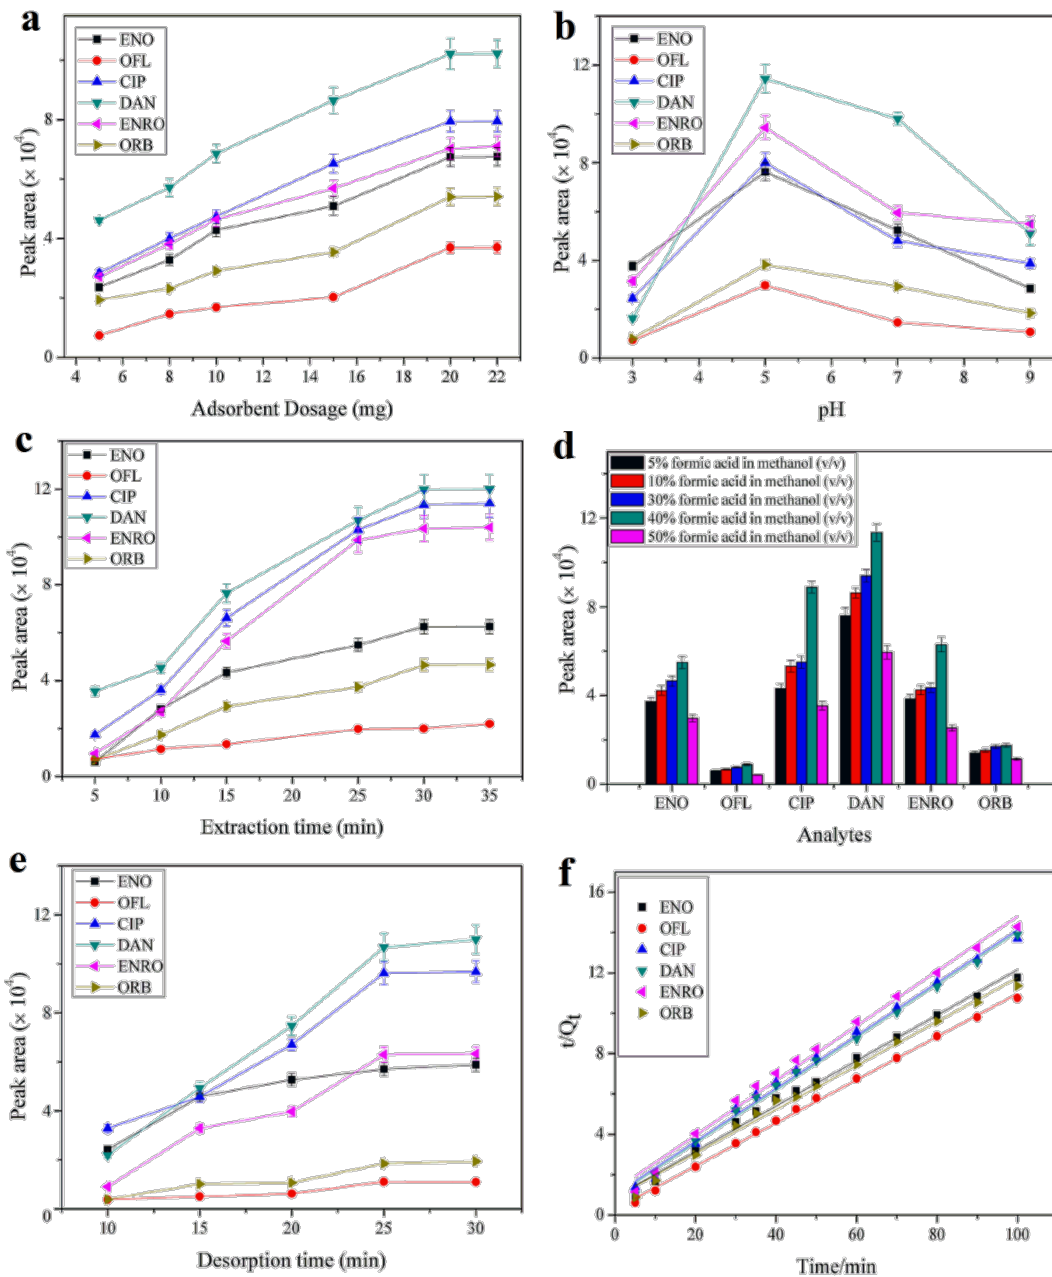 a
ENO
OFL
CIP
DAN
ENRO
ORB
Peak area (× 10⁴)
8
4
0
4 6 8 10 12 14 16 18 20 22
Adsorbent Dosage (mg)
b
ENO
OFL
CIP
DAN
ENRO
ORB
Peak area (× 10⁴)
12
8
4
0
3 4 5 6 7 8 9
pH
c
ENO
OFL
CIP
DAN
ENRO
ORB
Peak area (× 10⁴)
12
8
4
0
5 10 15 20 25 30 35
Extraction time (min)
d
5% formic acid in methanol (v/v)
10% formic acid in methanol (v/v)
30% formic acid in methanol (v/v)
40% formic acid in methanol (v/v)
50% formic acid in methanol (v/v)
Peak area (× 10⁴)
12
8
4
0
ENO OFL CIP DAN ENRO ORB
Analytes
e
ENO
OFL
CIP
DAN
ENRO
ORB
Peak area (× 10⁴)
12
8
4
0
10 15 20 25 30
Desorption time (min)
f
ENO
OFL
CIP
DAN
ENRO
ORB
t/Qt
16
12
8
4
0
0 20 40 60 80 100
Time/min